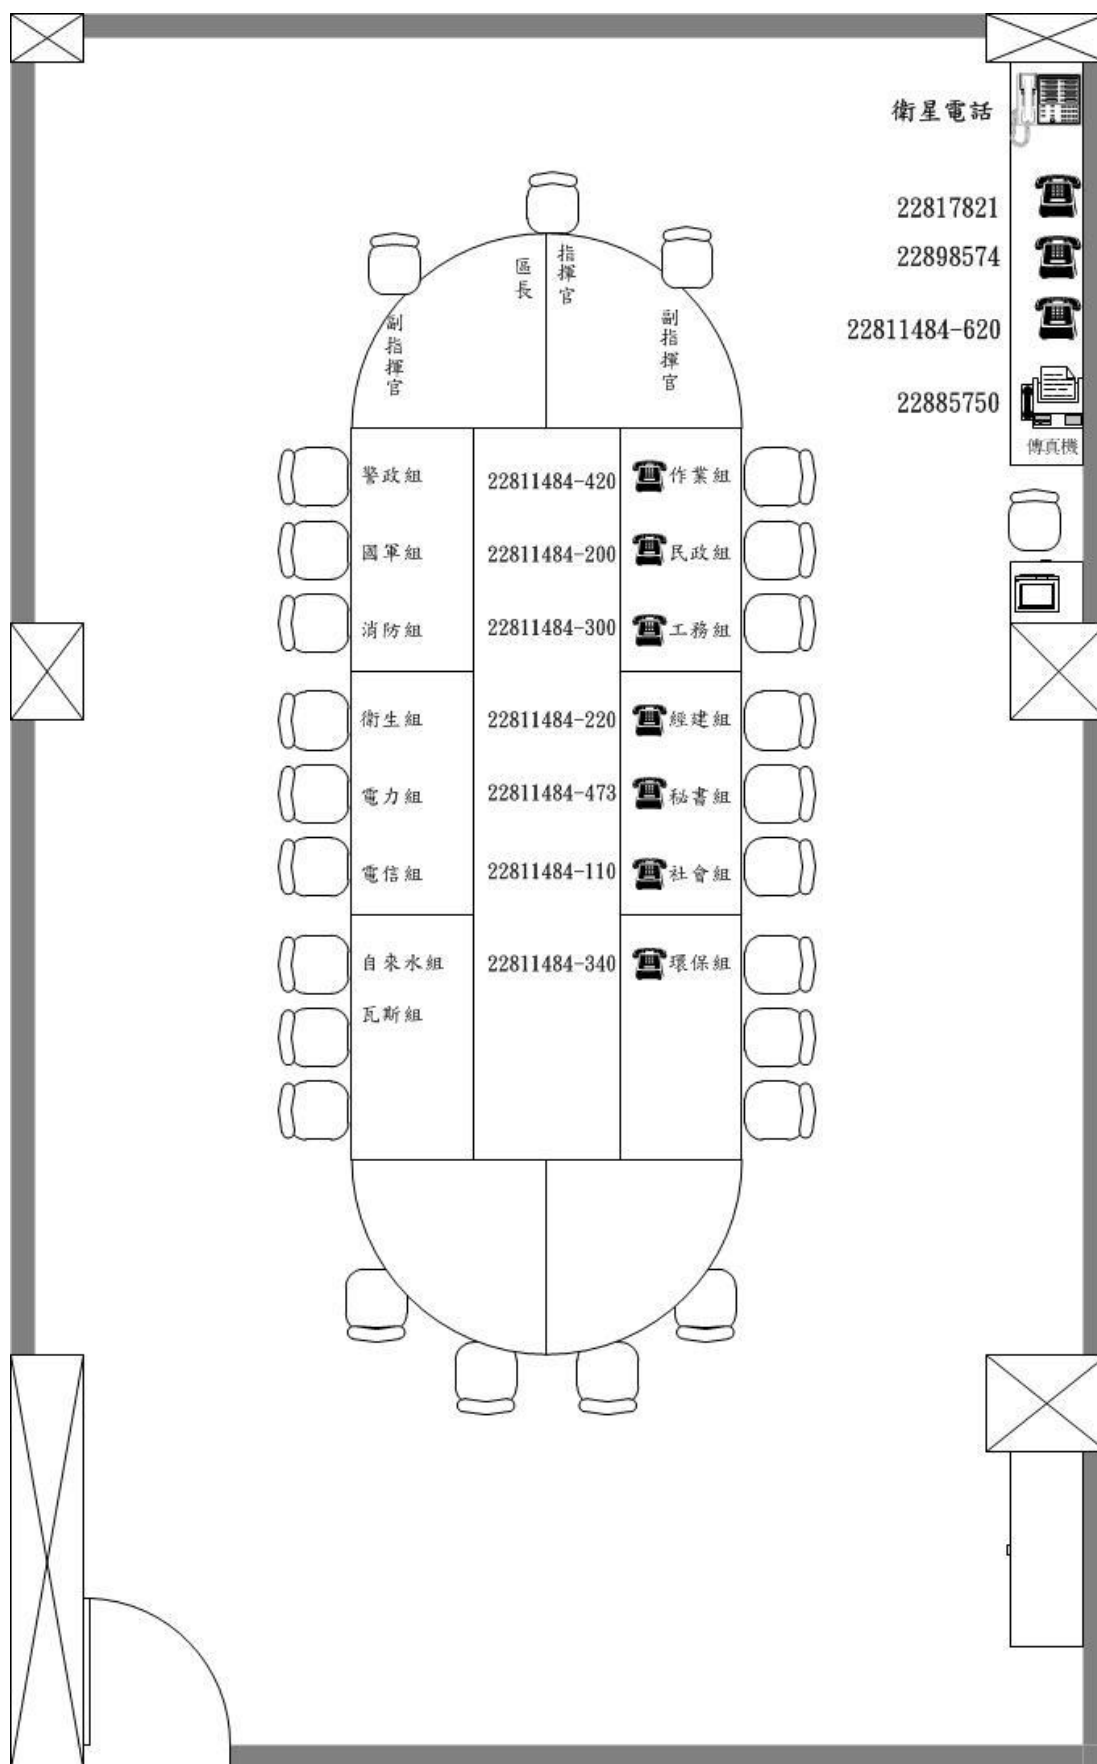 衛星電話
22817821
22898574
22811484-620
22885750
傳真機
區長
指揮官
副指揮官
副指揮官
警政組 22811484-420 作業組
國軍組 22811484-200 民政組
消防組 22811484-300 工務組
衛生組 22811484-220 經建組
電力組 22811484-473 秘書組
電信組 22811484-110 社會組
自來水組 22811484-340 環保組
瓦斯組